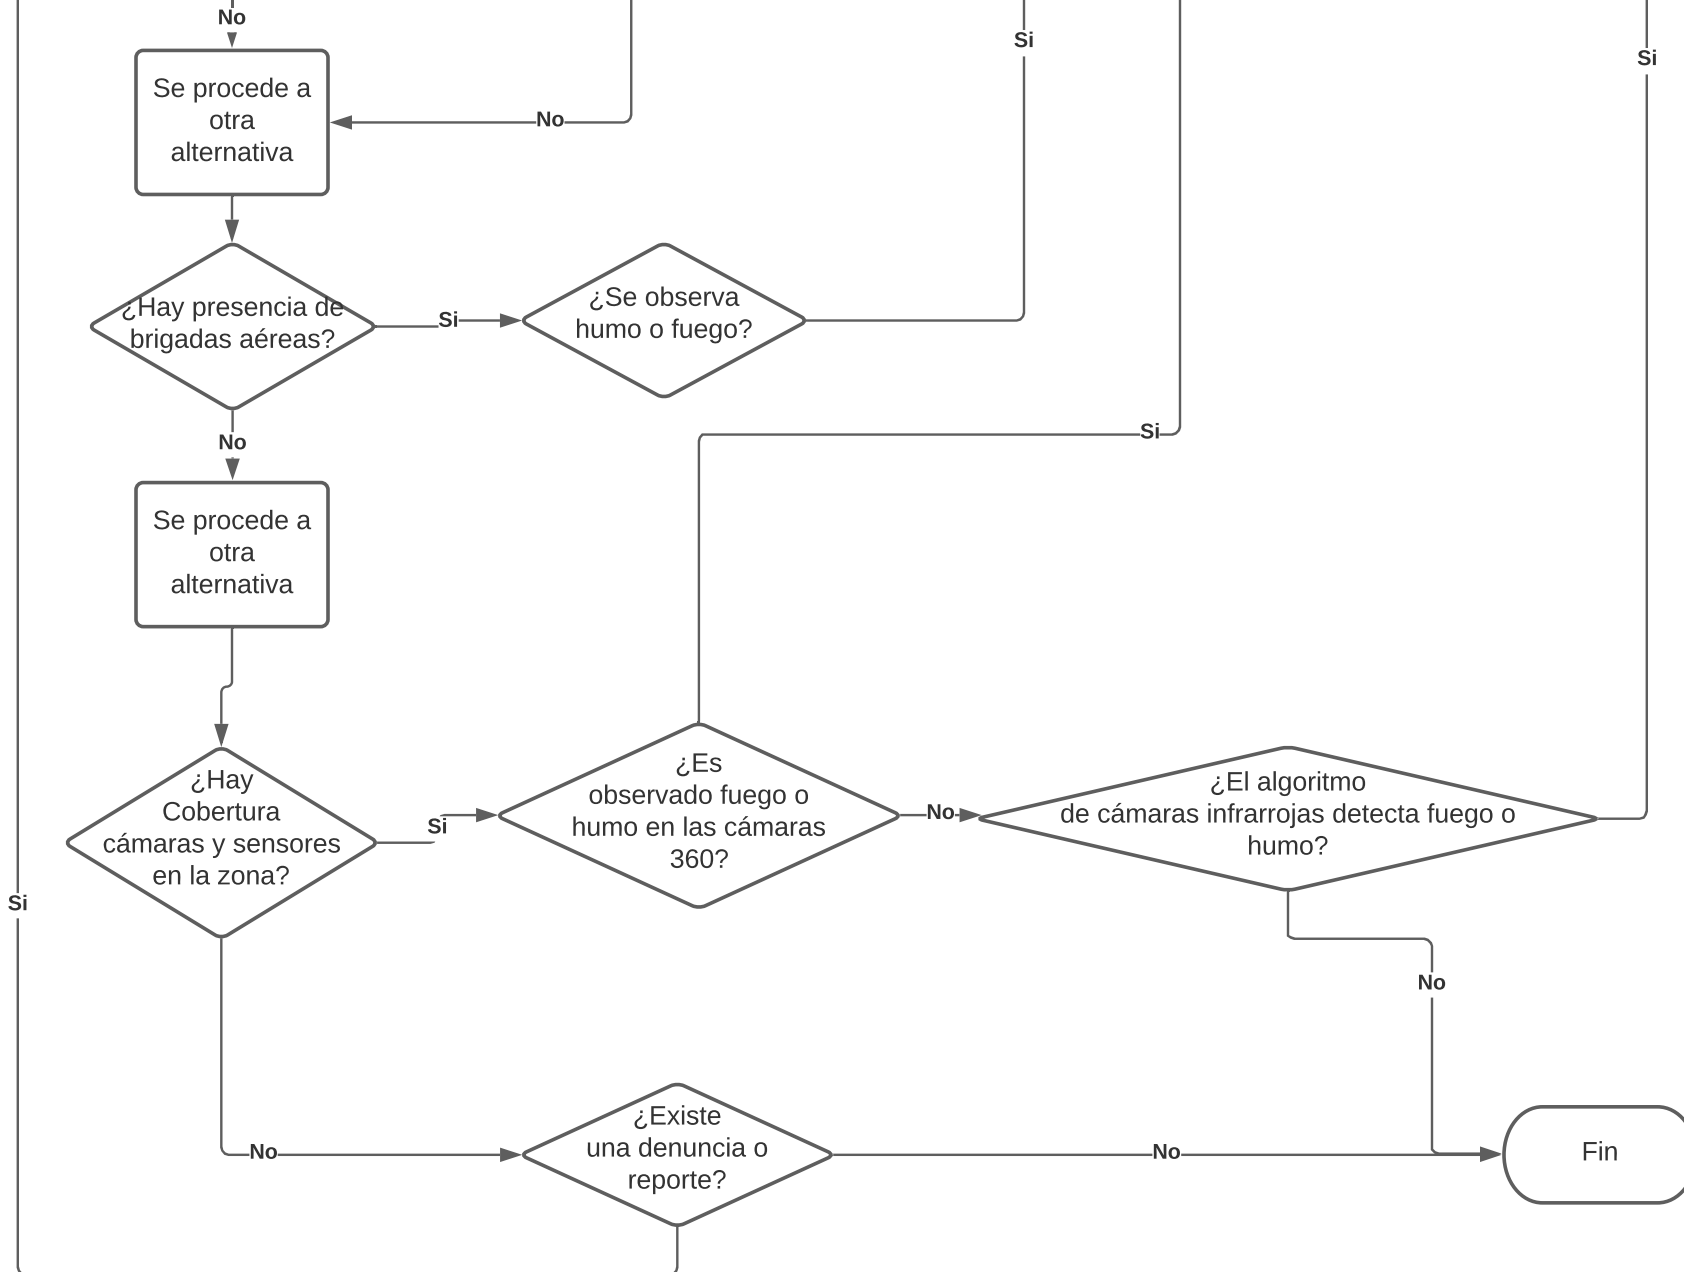 No
Si
Si
Se procede a
otra
alternativa
No
¿Hay presencia de
brigadas aéreas?
Si
¿Se observa
humo o fuego?
No
Si
Se procede a
otra
alternativa
¿Hay
Cobertura
cámaras y sensores
en la zona?
Si
¿Es
observado fuego o
humo en las cámaras
360?
No
¿El algoritmo
de cámaras infrarrojas detecta fuego o
humo?
Si
No
No
¿Existe
una denuncia o
reporte?
No
Fin